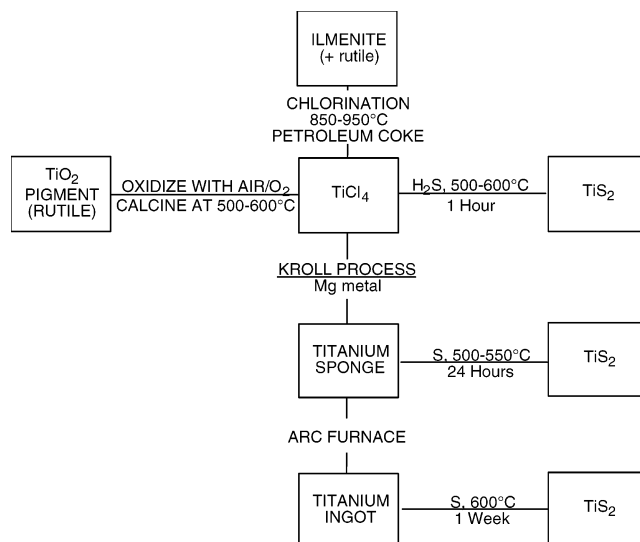 ILMENITE
(+ rutile)
CHLORINATION
850-950°C
PETROLEUM COKE
TiO₂
PIGMENT
(RUTILE)
OXIDIZE WITH AIR/O₂
CALCINE AT 500-600°C
TiCl₄
H₂S, 500-600°C
1 Hour
TiS₂
KROLL PROCESS
Mg metal
TITANIUM
SPONGE
S, 500-550°C
24 Hours
TiS₂
ARC FURNACE
TITANIUM
INGOT
S, 600°C
1 Week
TiS₂